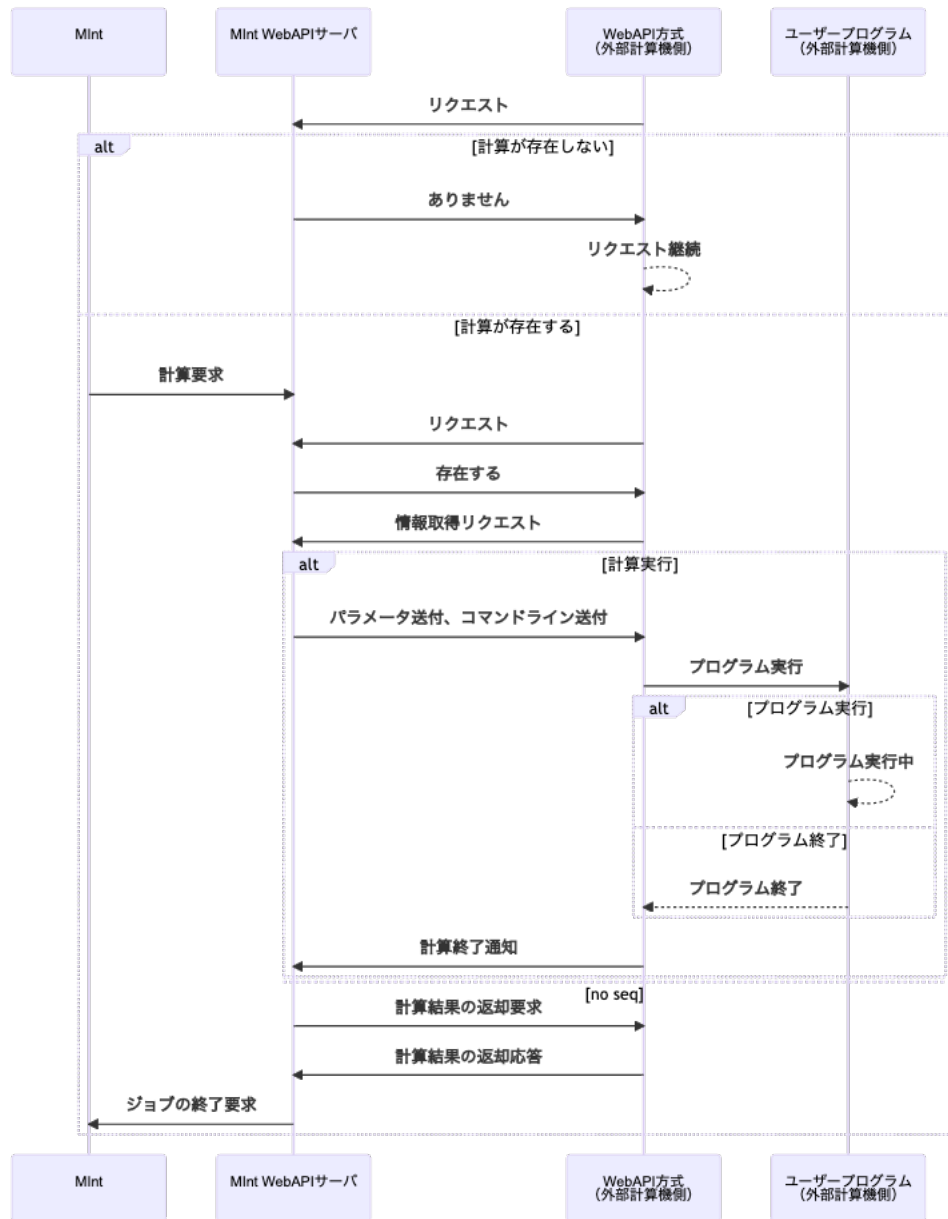 MInt
MInt WebAPIサーバ
WebAPI方式
（外部計算機側）
ユーザープログラム
（外部計算機側）
リクエスト
alt
[計算が存在しない]
ありません
リクエスト継続
[計算が存在する]
計算要求
リクエスト
存在する
情報取得リクエスト
alt
[計算実行]
パラメータ送付、コマンドライン送付
プログラム実行
alt
[プログラム実行]
プログラム実行中
[プログラム終了]
プログラム終了
計算終了通知
[no seq]
計算結果の返却要求
計算結果の返却応答
ジョブの終了要求
MInt
MInt WebAPIサーバ
WebAPI方式
（外部計算機側）
ユーザープログラム
（外部計算機側）